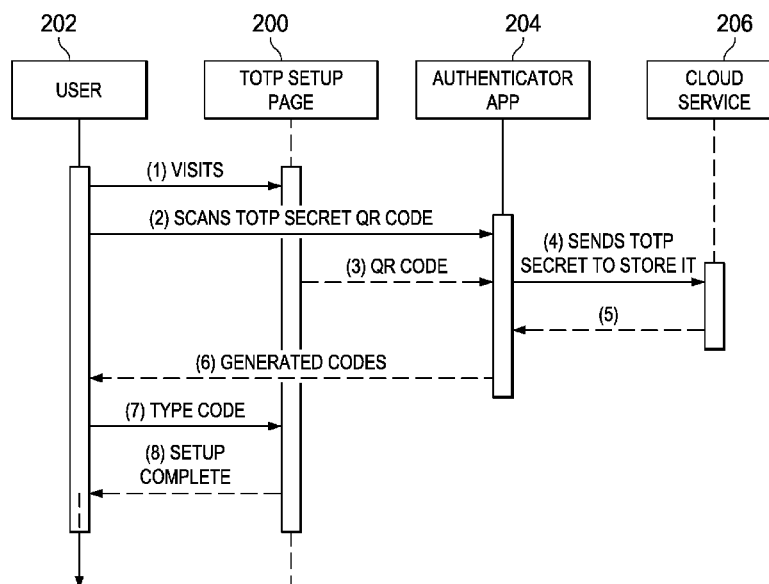 202
200
204
206
USER
TOTP SETUP
PAGE
AUTHENTICATOR
APP
CLOUD
SERVICE
(1) VISITS
(2) SCANS TOTP SECRET QR CODE
(3) QR CODE
(4) SENDS TOTP
SECRET TO STORE IT
(5)
(6) GENERATED CODES
(7) TYPE CODE
(8) SETUP
COMPLETE